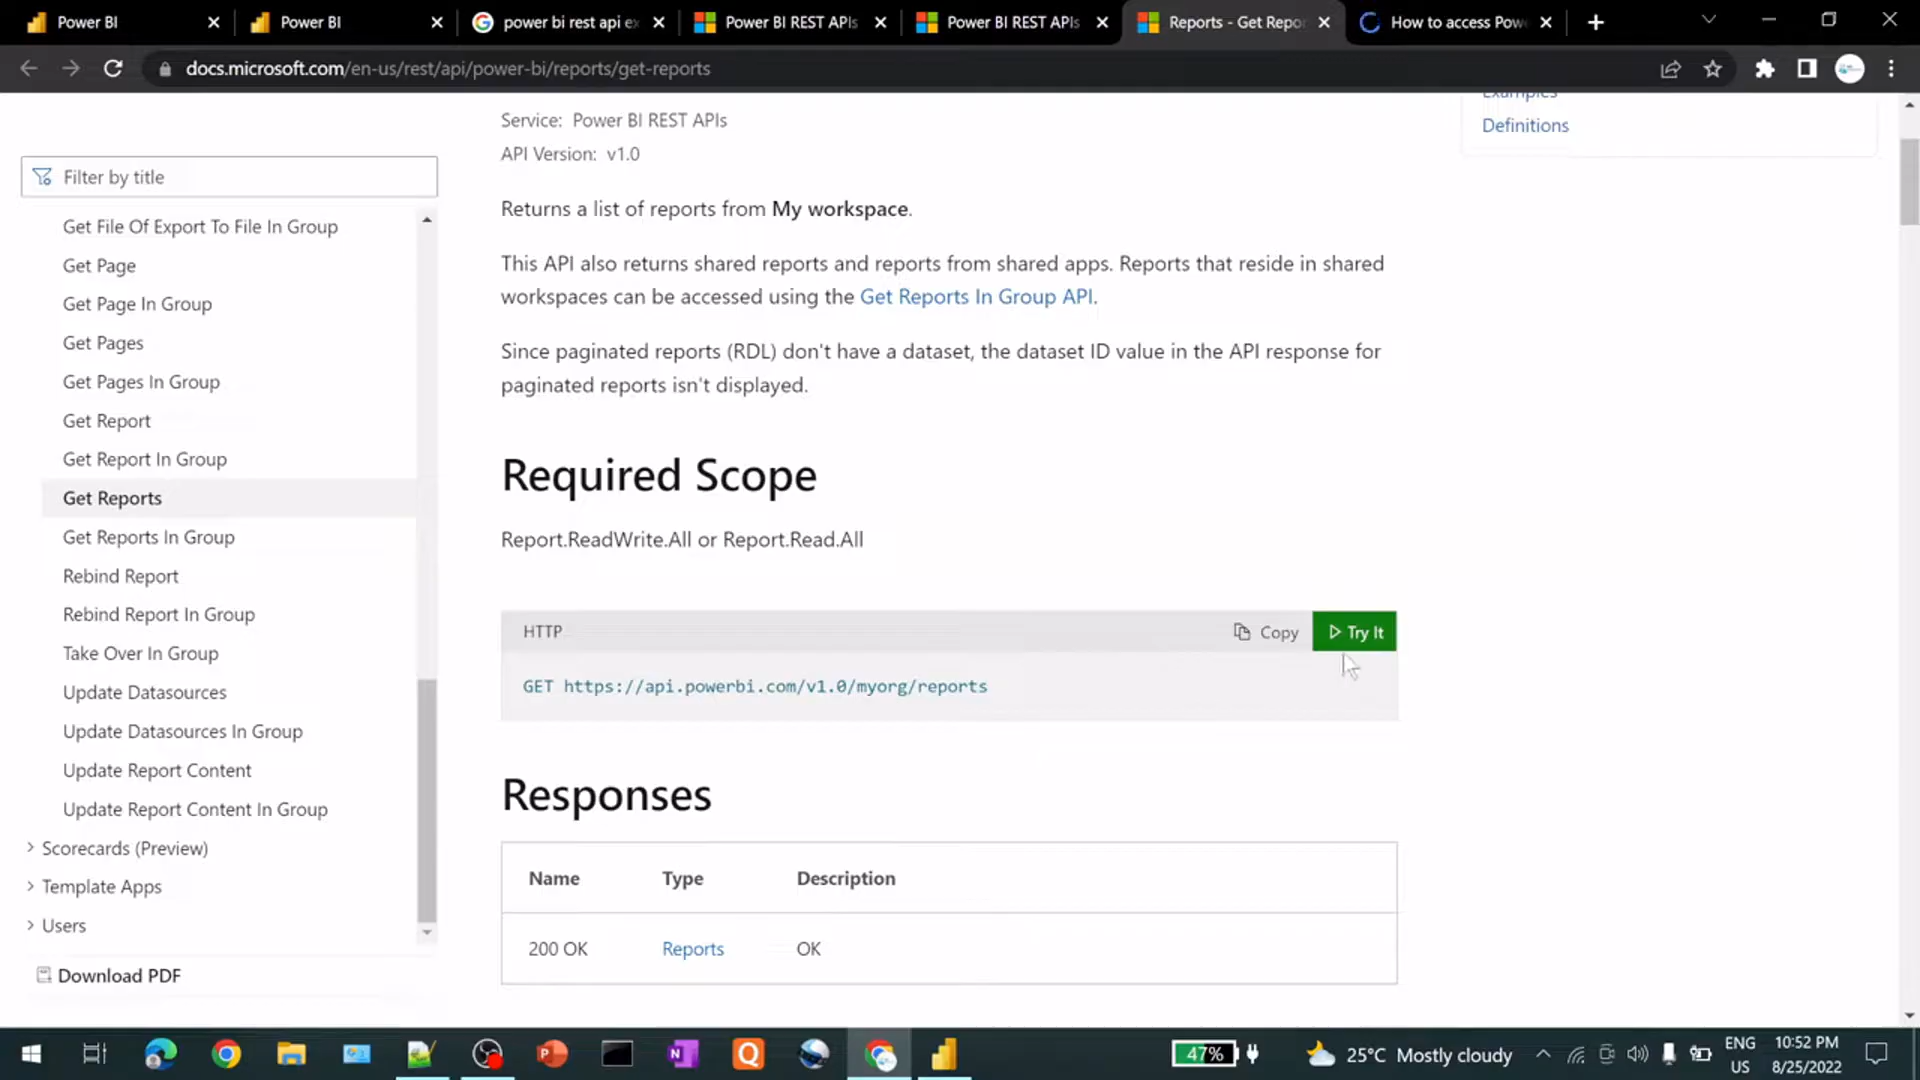 Power BI
Power BI
power bi rest api ex
Power BI REST APIs
Power BI REST APIs
Reports - Get Repor
How to access Pow
docs.microsoft.com/en-us/rest/api/power-bi/reports/get-reports
Filter by title
Get File Of Export To File In Group
Get Page
Get Page In Group
Get Pages
Get Pages In Group
Get Report
Get Report In Group
Get Reports
Get Reports In Group
Rebind Report
Rebind Report In Group
Take Over In Group
Update Datasources
Update Datasources In Group
Update Report Content
Update Report Content In Group
Scorecards (Preview)
Template Apps
Users
Download PDF
Service: Power BI REST APIs
API Version: v1.0
Returns a list of reports from My workspace.
This API also returns shared reports and reports from shared apps. Reports that reside in shared
workspaces can be accessed using the Get Reports In Group API.
Since paginated reports (RDL) don't have a dataset, the dataset ID value in the API response for
paginated reports isn't displayed.
Required Scope
Report.ReadWrite.All or Report.Read.All
HTTP
Copy
Try It
GET https://api.powerbi.com/v1.0/myorg/reports
Responses
Name Type Description
200 OK Reports OK
Examples
Definitions
47%
25°C Mostly cloudy
ENG
US
10:52 PM
8/25/2022